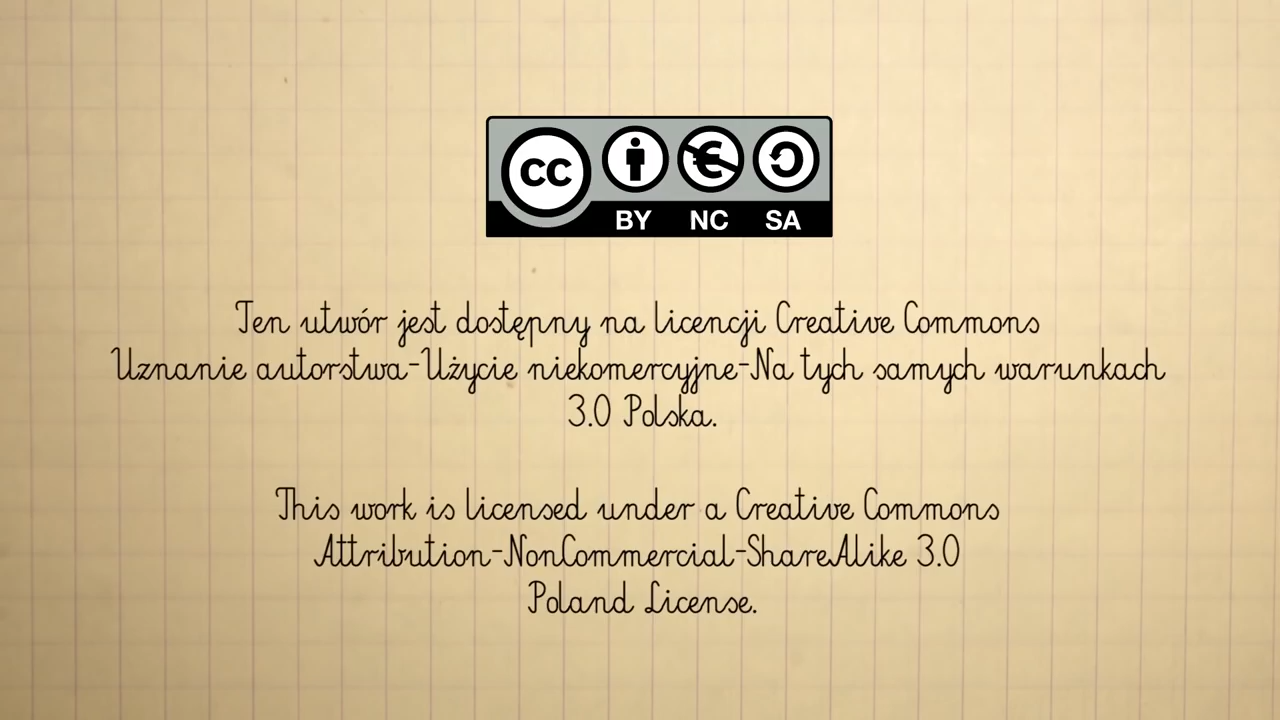 cc
BY NC SA
Ten utwór jest dostępny na licencji Creative Commons
Uznanie autorstwa-Użycie niekomercyjne-Na tych samych warunkach
3.0 Polska.
This work is licensed under a Creative Commons
Attribution-NonCommercial-ShareAlike 3.0
Poland License.